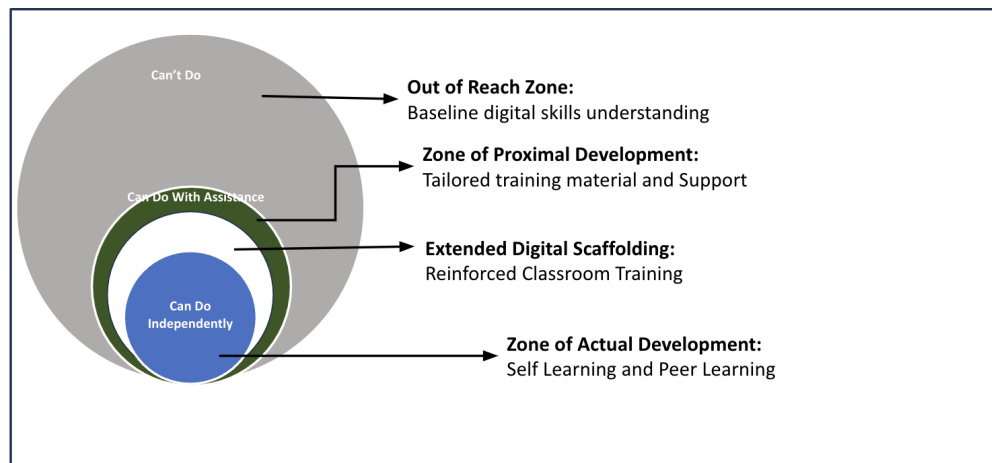 Can't Do
Out of Reach Zone:
Baseline digital skills understanding
Zone of Proximal Development:
Tailored training material and Support
Can Do With Assistance
Extended Digital Scaffolding:
Reinforced Classroom Training
Can Do
Independently
Zone of Actual Development:
Self Learning and Peer Learning